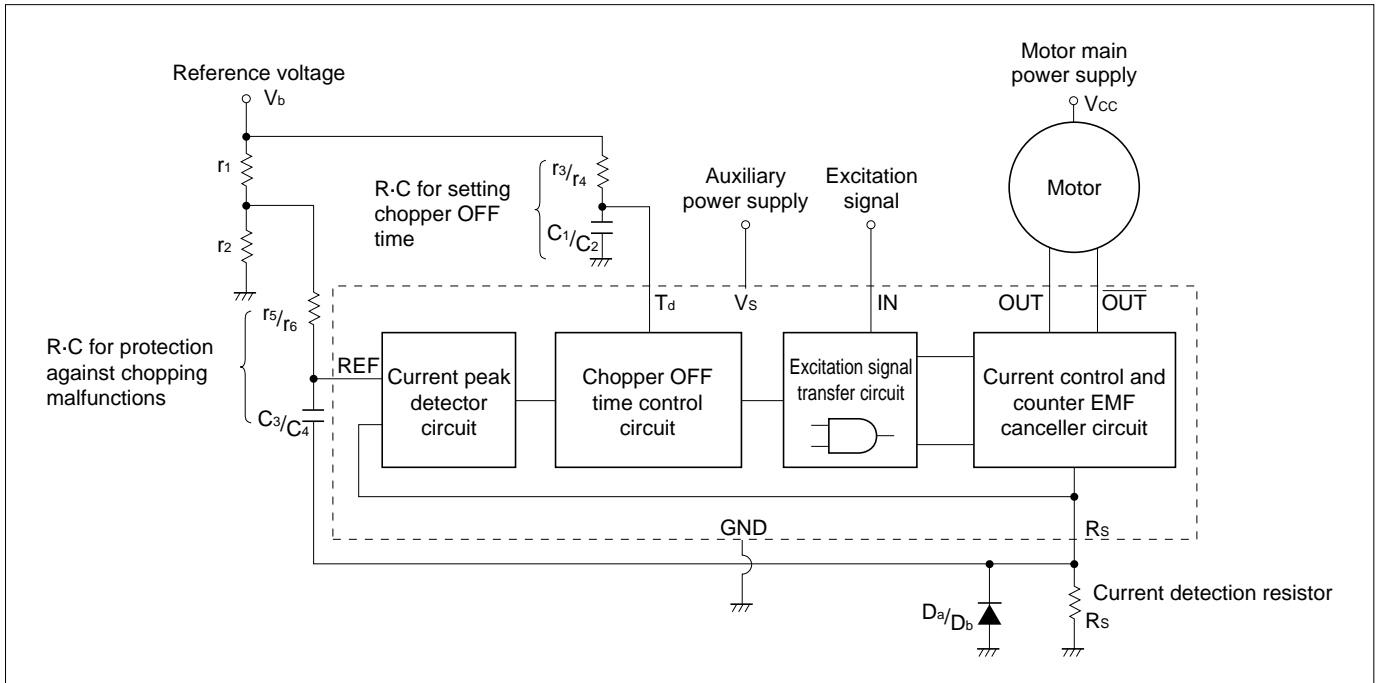 Reference voltage
Vb
Motor main
power supply
VCC
r1
r2
R·C for setting
chopper OFF
time
r3/r4
C1/C2
Auxiliary
power supply
Excitation
signal
Motor
r5/r6
R·C for protection
against chopping
malfunctions
C3/C4
Td
VS
IN
OUT
OUT
REF
Current peak
detector
circuit
Chopper OFF
time control
circuit
Excitation signal
transfer circuit
Current control and
counter EMF
canceller circuit
GND
RS
Da/Db
Current detection resistor
RS